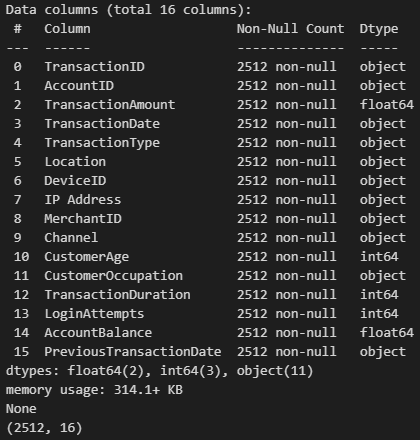 Data columns (total 16 columns):
 #   Column                   Non-Null Count  Dtype
---  ------                   --------------  -----
 0   TransactionID            2512 non-null   object
 1   AccountID                2512 non-null   object
 2   TransactionAmount        2512 non-null   float64
 3   TransactionDate          2512 non-null   object
 4   TransactionType          2512 non-null   object
 5   Location                 2512 non-null   object
 6   DeviceID                 2512 non-null   object
 7   IP Address               2512 non-null   object
 8   MerchantID               2512 non-null   object
 9   Channel                  2512 non-null   object
 10  CustomerAge              2512 non-null   int64
 11  CustomerOccupation       2512 non-null   object
 12  TransactionDuration      2512 non-null   int64
 13  LoginAttempts            2512 non-null   int64
 14  AccountBalance           2512 non-null   float64
 15  PreviousTransactionDate  2512 non-null   object
dtypes: float64(2), int64(3), object(11)
memory usage: 314.1+ KB
None
(2512, 16)